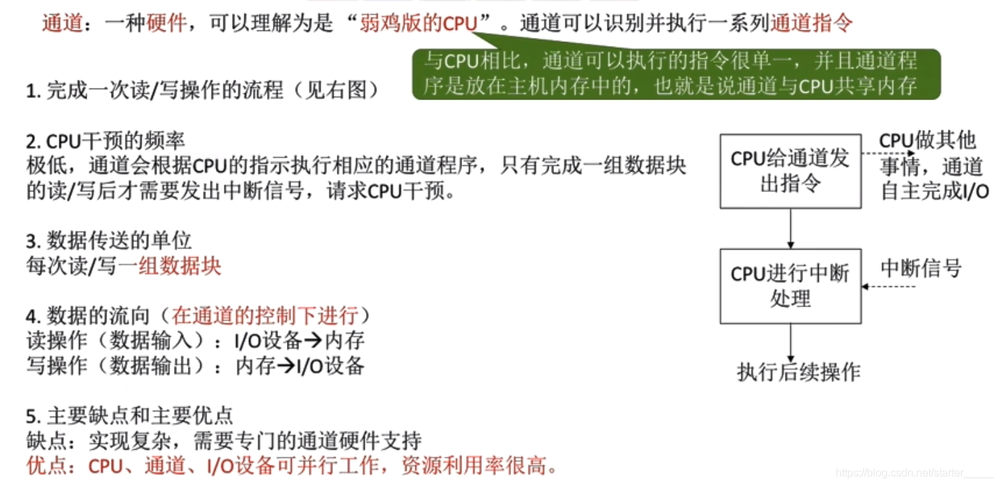 通道：一种硬件，可以理解为是“弱鸡版的CPU”。通道可以识别并执行一系列通道指令
与CPU相比，通道可以执行的指令很单一，并且通道程
序是放在主机内存中的，也就是说通道与CPU共享内存
1. 完成一次读/写操作的流程（见右图）
2. CPU干预的频率
极低，通道会根据CPU的指示执行相应的通道程序，只有完成一组数据块
的读/写后才需要发出中断信号，请求CPU干预。
3. 数据传送的单位
每次读/写一组数据块
4. 数据的流向（在通道的控制下进行）
读操作（数据输入）：I/O设备→内存
写操作（数据输出）：内存→I/O设备
5. 主要缺点和主要优点
缺点：实现复杂，需要专门的通道硬件支持
优点：CPU、通道、I/O设备可并行工作，资源利用率很高。
CPU给通道发
出指令
CPU做其他
事情，通道
自主完成I/O
CPU进行中断
处理
中断信号
执行后续操作
https://blog.csdn.net/starter_____